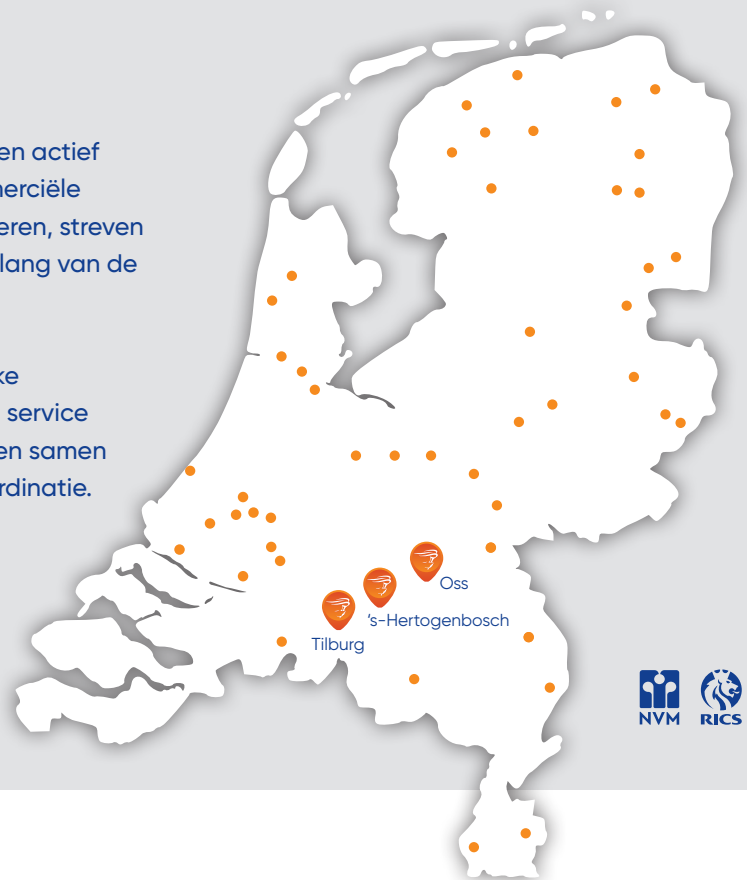 en actief
nerciële
eren, streven
lang van de
ke
service
en samen
rdinatie.
Oss
's-Hertogenbosch
Tilburg
NVM
RICS